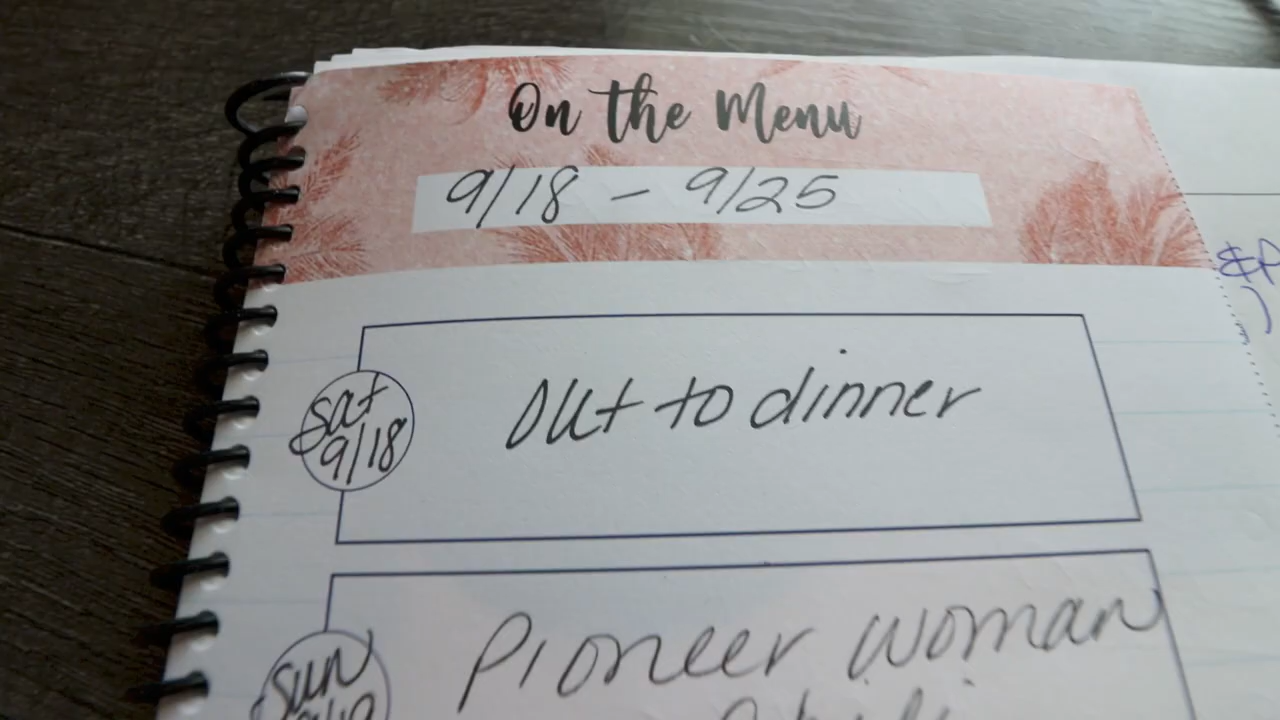 On the Menu
9/18 - 9/25
Sat
9/18
Out to dinner
Sun
Pioneer woman